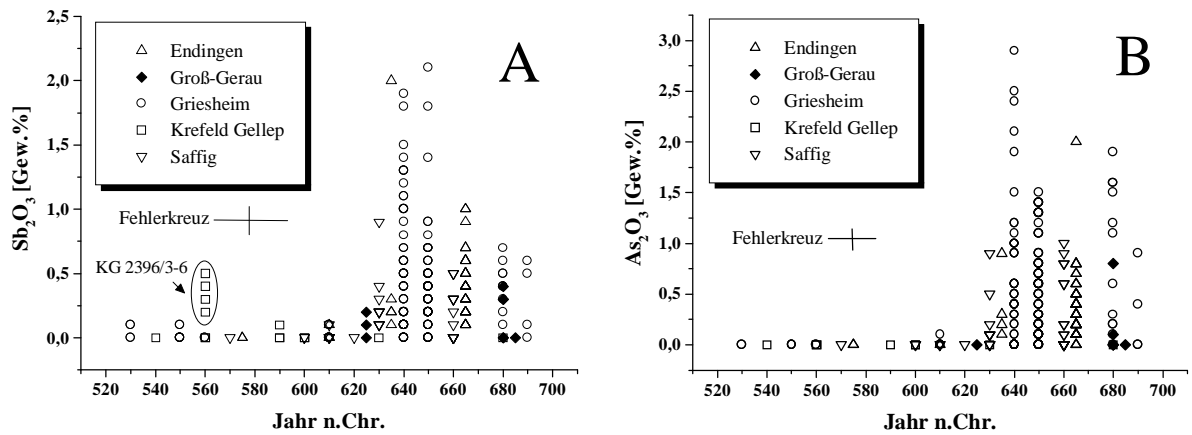 A
Sb2O3 [Gew.%]
2,5
2,0
1,5
1,0
0,5
0,0
Endingen
Groß-Gerau
Griesheim
Krefeld Gellep
Saffig
Fehlerkreuz
KG 2396/3-6
520 540 560 580 600 620 640 660 680 700
Jahr n.Chr.
B
As2O3 [Gew.%]
3,0
2,5
2,0
1,5
1,0
0,5
0,0
Endingen
Groß-Gerau
Griesheim
Krefeld Gellep
Saffig
Fehlerkreuz
520 540 560 580 600 620 640 660 680 700
Jahr n.Chr.